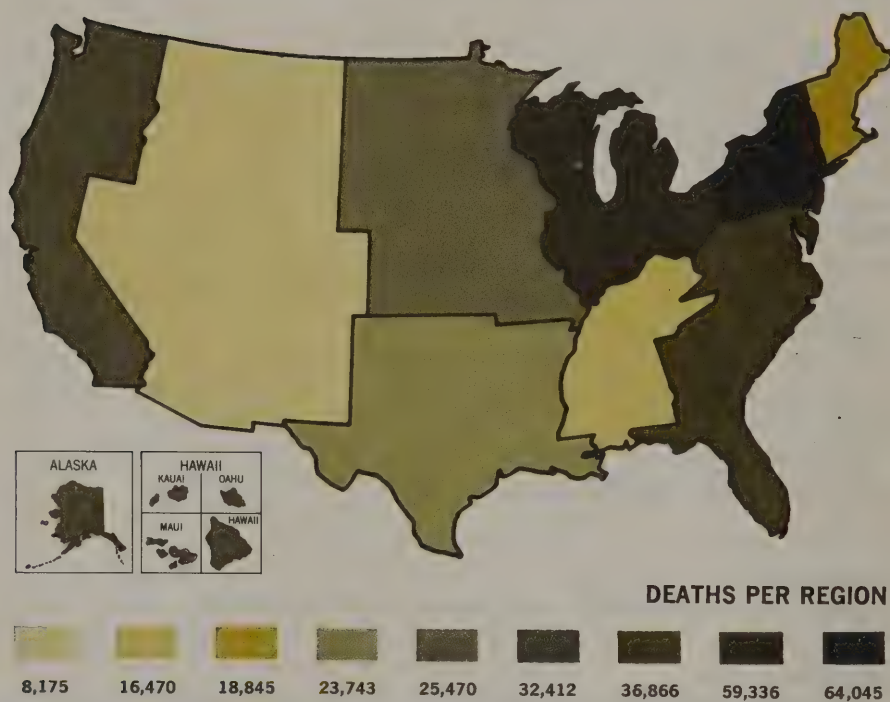 ALASKA
HAWAII
KAUAI
OAHU
MAUI
HAWAII
DEATHS PER REGION
8,175
16,470
18,845
23,743
25,470
32,412
36,866
59,336
64,045